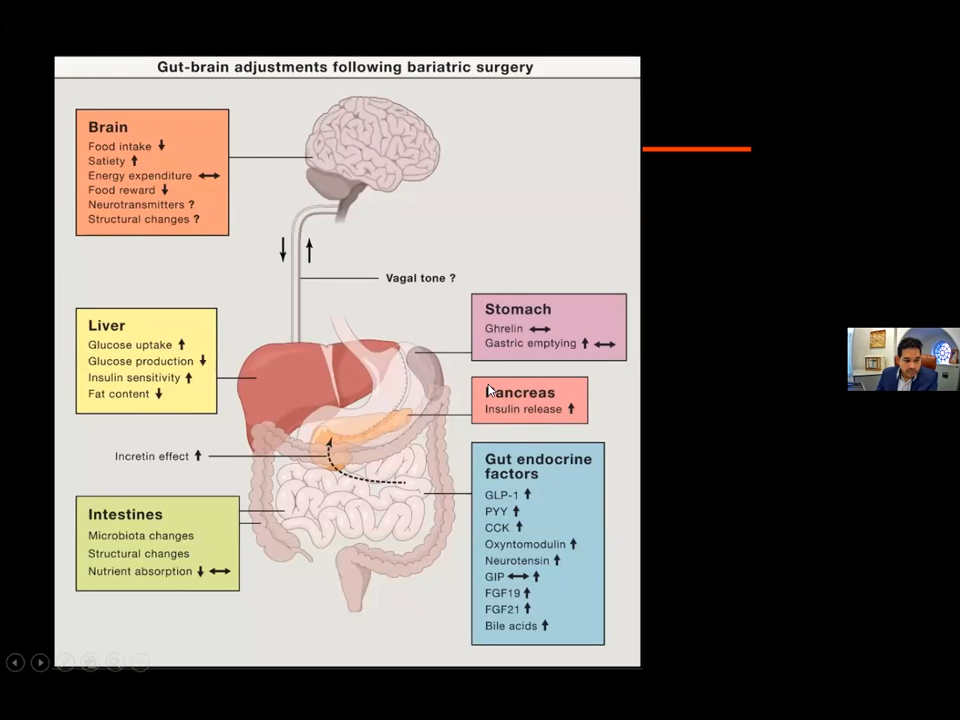 Gut-brain adjustments following bariatric surgery
Brain
Food intake ↓
Satiety ↑
Energy expenditure ↔
Food reward ↓
Neurotransmitters ?
Structural changes ?
Vagal tone ?
Liver
Glucose uptake ↑
Glucose production ↓
Insulin sensitivity ↑
Fat content ↓
Stomach
Ghrelin ↔
Gastric emptying ↑ ↔
Pancreas
Insulin release ↑
Incretin effect ↑
Intestines
Microbiota changes
Structural changes
Nutrient absorption ↓ ↔
Gut endocrine
factors
GLP-1 ↑
PYY ↑
CCK ↑
Oxyntomodulin ↑
Neurotensin ↑
GIP ↔ ↑
FGF19 ↑
FGF21 ↑
Bile acids ↑